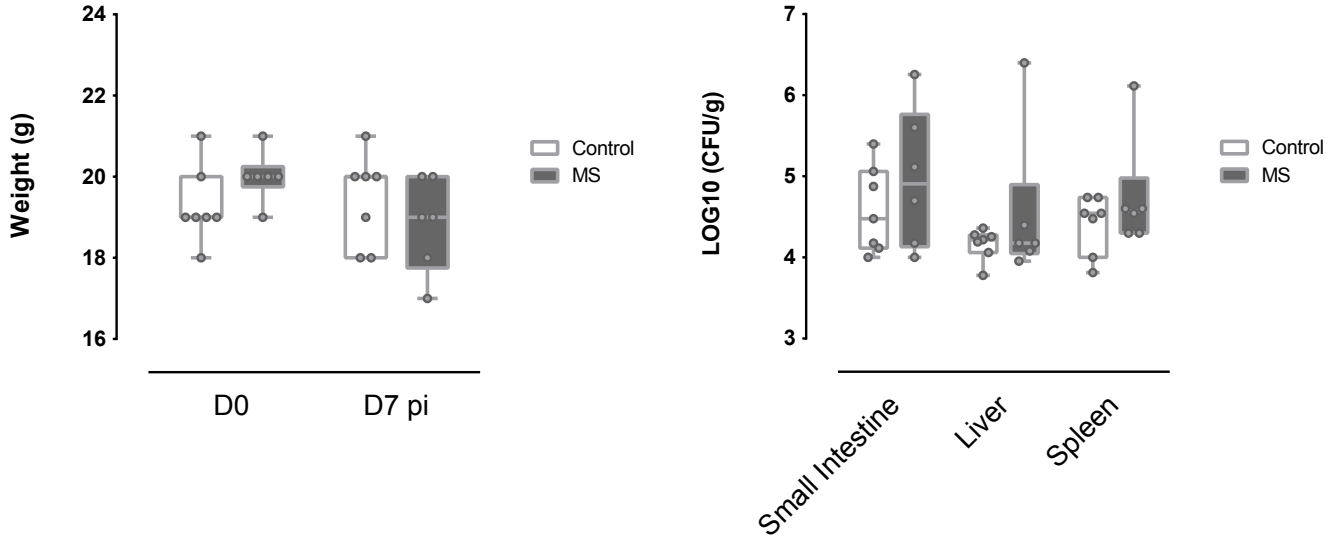 24
22
20
18
16
Weight (g)
D0
D7 pi
Control
MS
7
6
5
4
3
LOG10 (CFU/g)
Small Intestine
Liver
Spleen
Control
MS